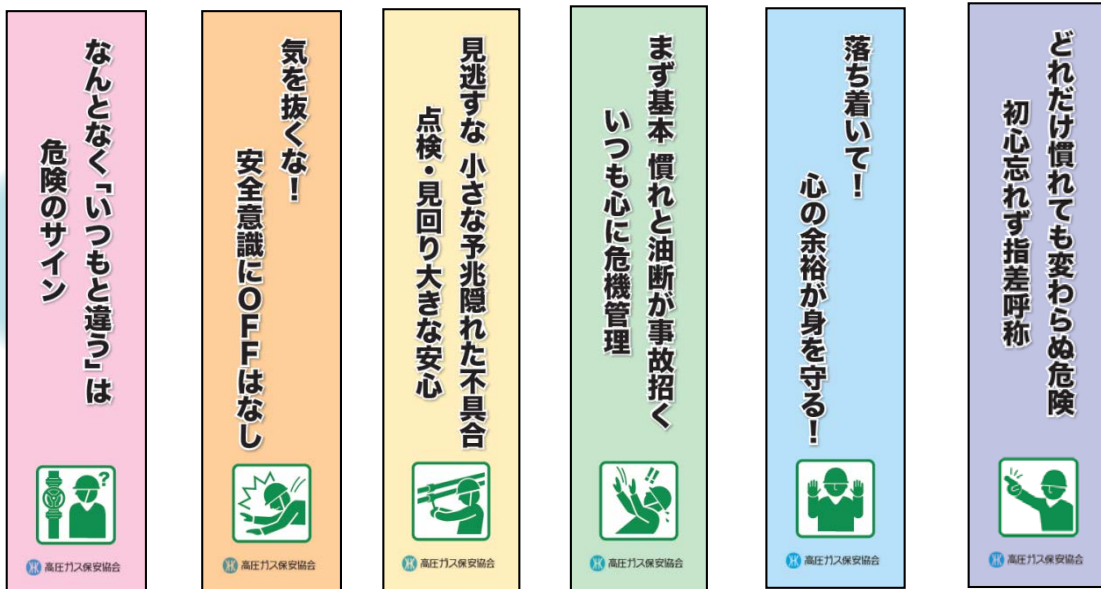 なんとなく「いつもと違う」は
危険のサイン
?
高圧ガス保安協会
気を抜くな！
安全意識にOFFはなし
高圧ガス保安協会
見逃すな 小さな予兆隠れた不具合
点検・見回り大きな安心
高圧ガス保安協会
まず基本 慣れと油断が事故招く
いつも心に危機管理
!!
高圧ガス保安協会
落ち着いて！
心の余裕が身を守る！
高圧ガス保安協会
どれだけ慣れても変わらぬ危険
初心忘れず指差呼称
高圧ガス保安協会